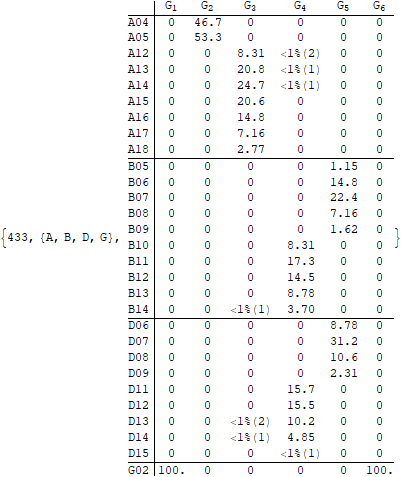 G1 G2 G3 G4 G5 G6
A04 0 46.7 0 0 0 0
A05 0 53.3 0 0 0 0
A12 0 0 8.31 <1%(2) 0 0
A13 0 0 20.8 <1%(1) 0 0
A14 0 0 24.7 <1%(1) 0 0
A15 0 0 20.6 0 0 0
A16 0 0 14.8 0 0 0
A17 0 0 7.16 0 0 0
A18 0 0 2.77 0 0 0
B05 0 0 0 0 1.15 0
B06 0 0 0 0 14.8 0
B07 0 0 0 0 22.4 0
B08 0 0 0 0 7.16 0
B09 0 0 0 0 1.62 0
{433, {A, B, D, G}, B10 0 0 0 8.31 0 0 }
B11 0 0 0 17.3 0 0
B12 0 0 0 14.5 0 0
B13 0 0 0 8.78 0 0
B14 0 0 <1%(1) 3.70 0 0
D06 0 0 0 0 8.78 0
D07 0 0 0 0 31.2 0
D08 0 0 0 0 10.6 0
D09 0 0 0 0 2.31 0
D11 0 0 0 15.7 0 0
D12 0 0 0 15.5 0 0
D13 0 0 <1%(2) 10.2 0 0
D14 0 0 <1%(1) 4.85 0 0
D15 0 0 0 <1%(1) 0 0
G02 100. 0 0 0 0 100.